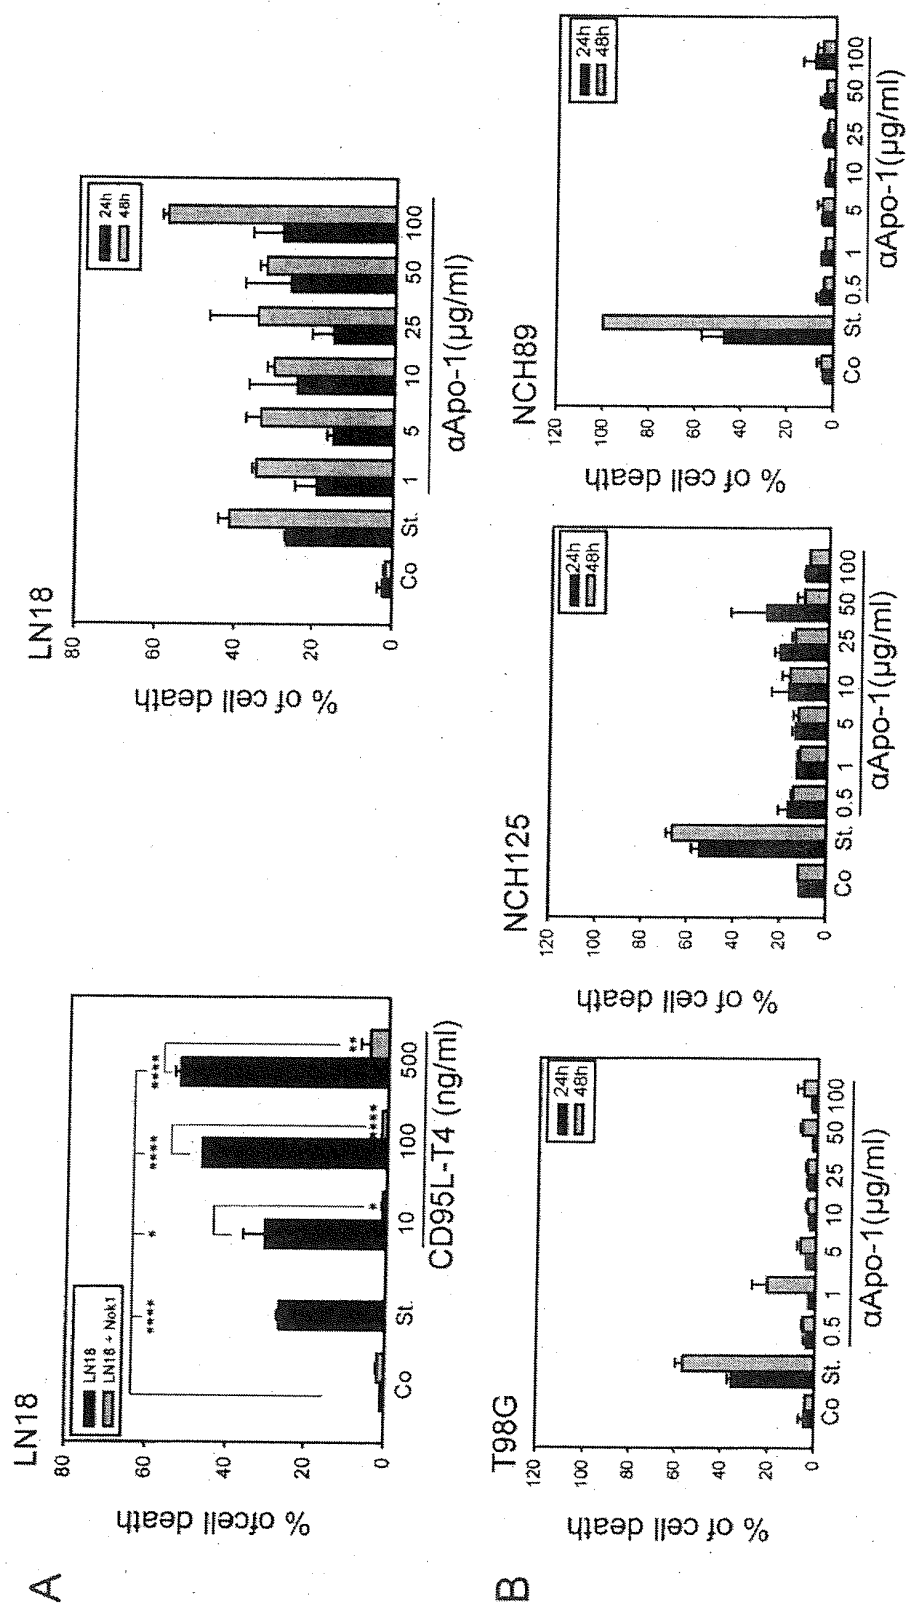 A
LN18
LN18
LN18 + Nok1
% ofcell death
80
60
40
20
0
****
*
****
****
*
****
**
Co
St.
10
100
500
CD95L-T4 (ng/ml)
LN18
24h
48h
% of cell death
80
60
40
20
0
Co
St.
1
5
10
25
50
100
αApo-1(µg/ml)
B
T98G
24h
48h
% of cell death
120
100
80
60
40
20
0
Co
St.
0.5
1
5
10
25
50
100
αApo-1(µg/ml)
NCH125
24h
48h
% of cell death
120
100
80
60
40
20
0
Co
St.
0.5
1
5
10
25
50
100
αApo-1(µg/ml)
NCH89
24h
48h
% of cell death
120
100
80
60
40
20
0
Co
St.
0.5
1
5
10
25
50
100
αApo-1(µg/ml)